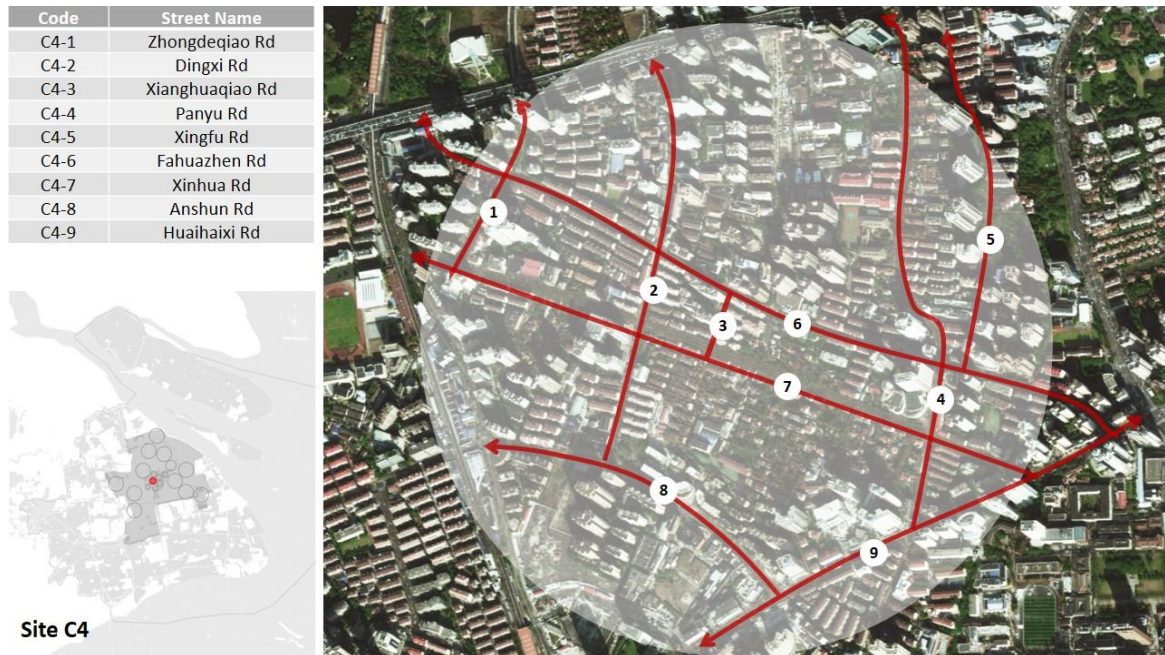 Code Street Name
C4-1 Zhongdeqiao Rd
C4-2 Dingxi Rd
C4-3 Xianghuaqiao Rd
C4-4 Panyu Rd
C4-5 Xingfu Rd
C4-6 Fahuazhen Rd
C4-7 Xinhua Rd
C4-8 Anshun Rd
C4-9 Huaihaixi Rd
Site C4
1
5
2
3
6
7
4
8
9